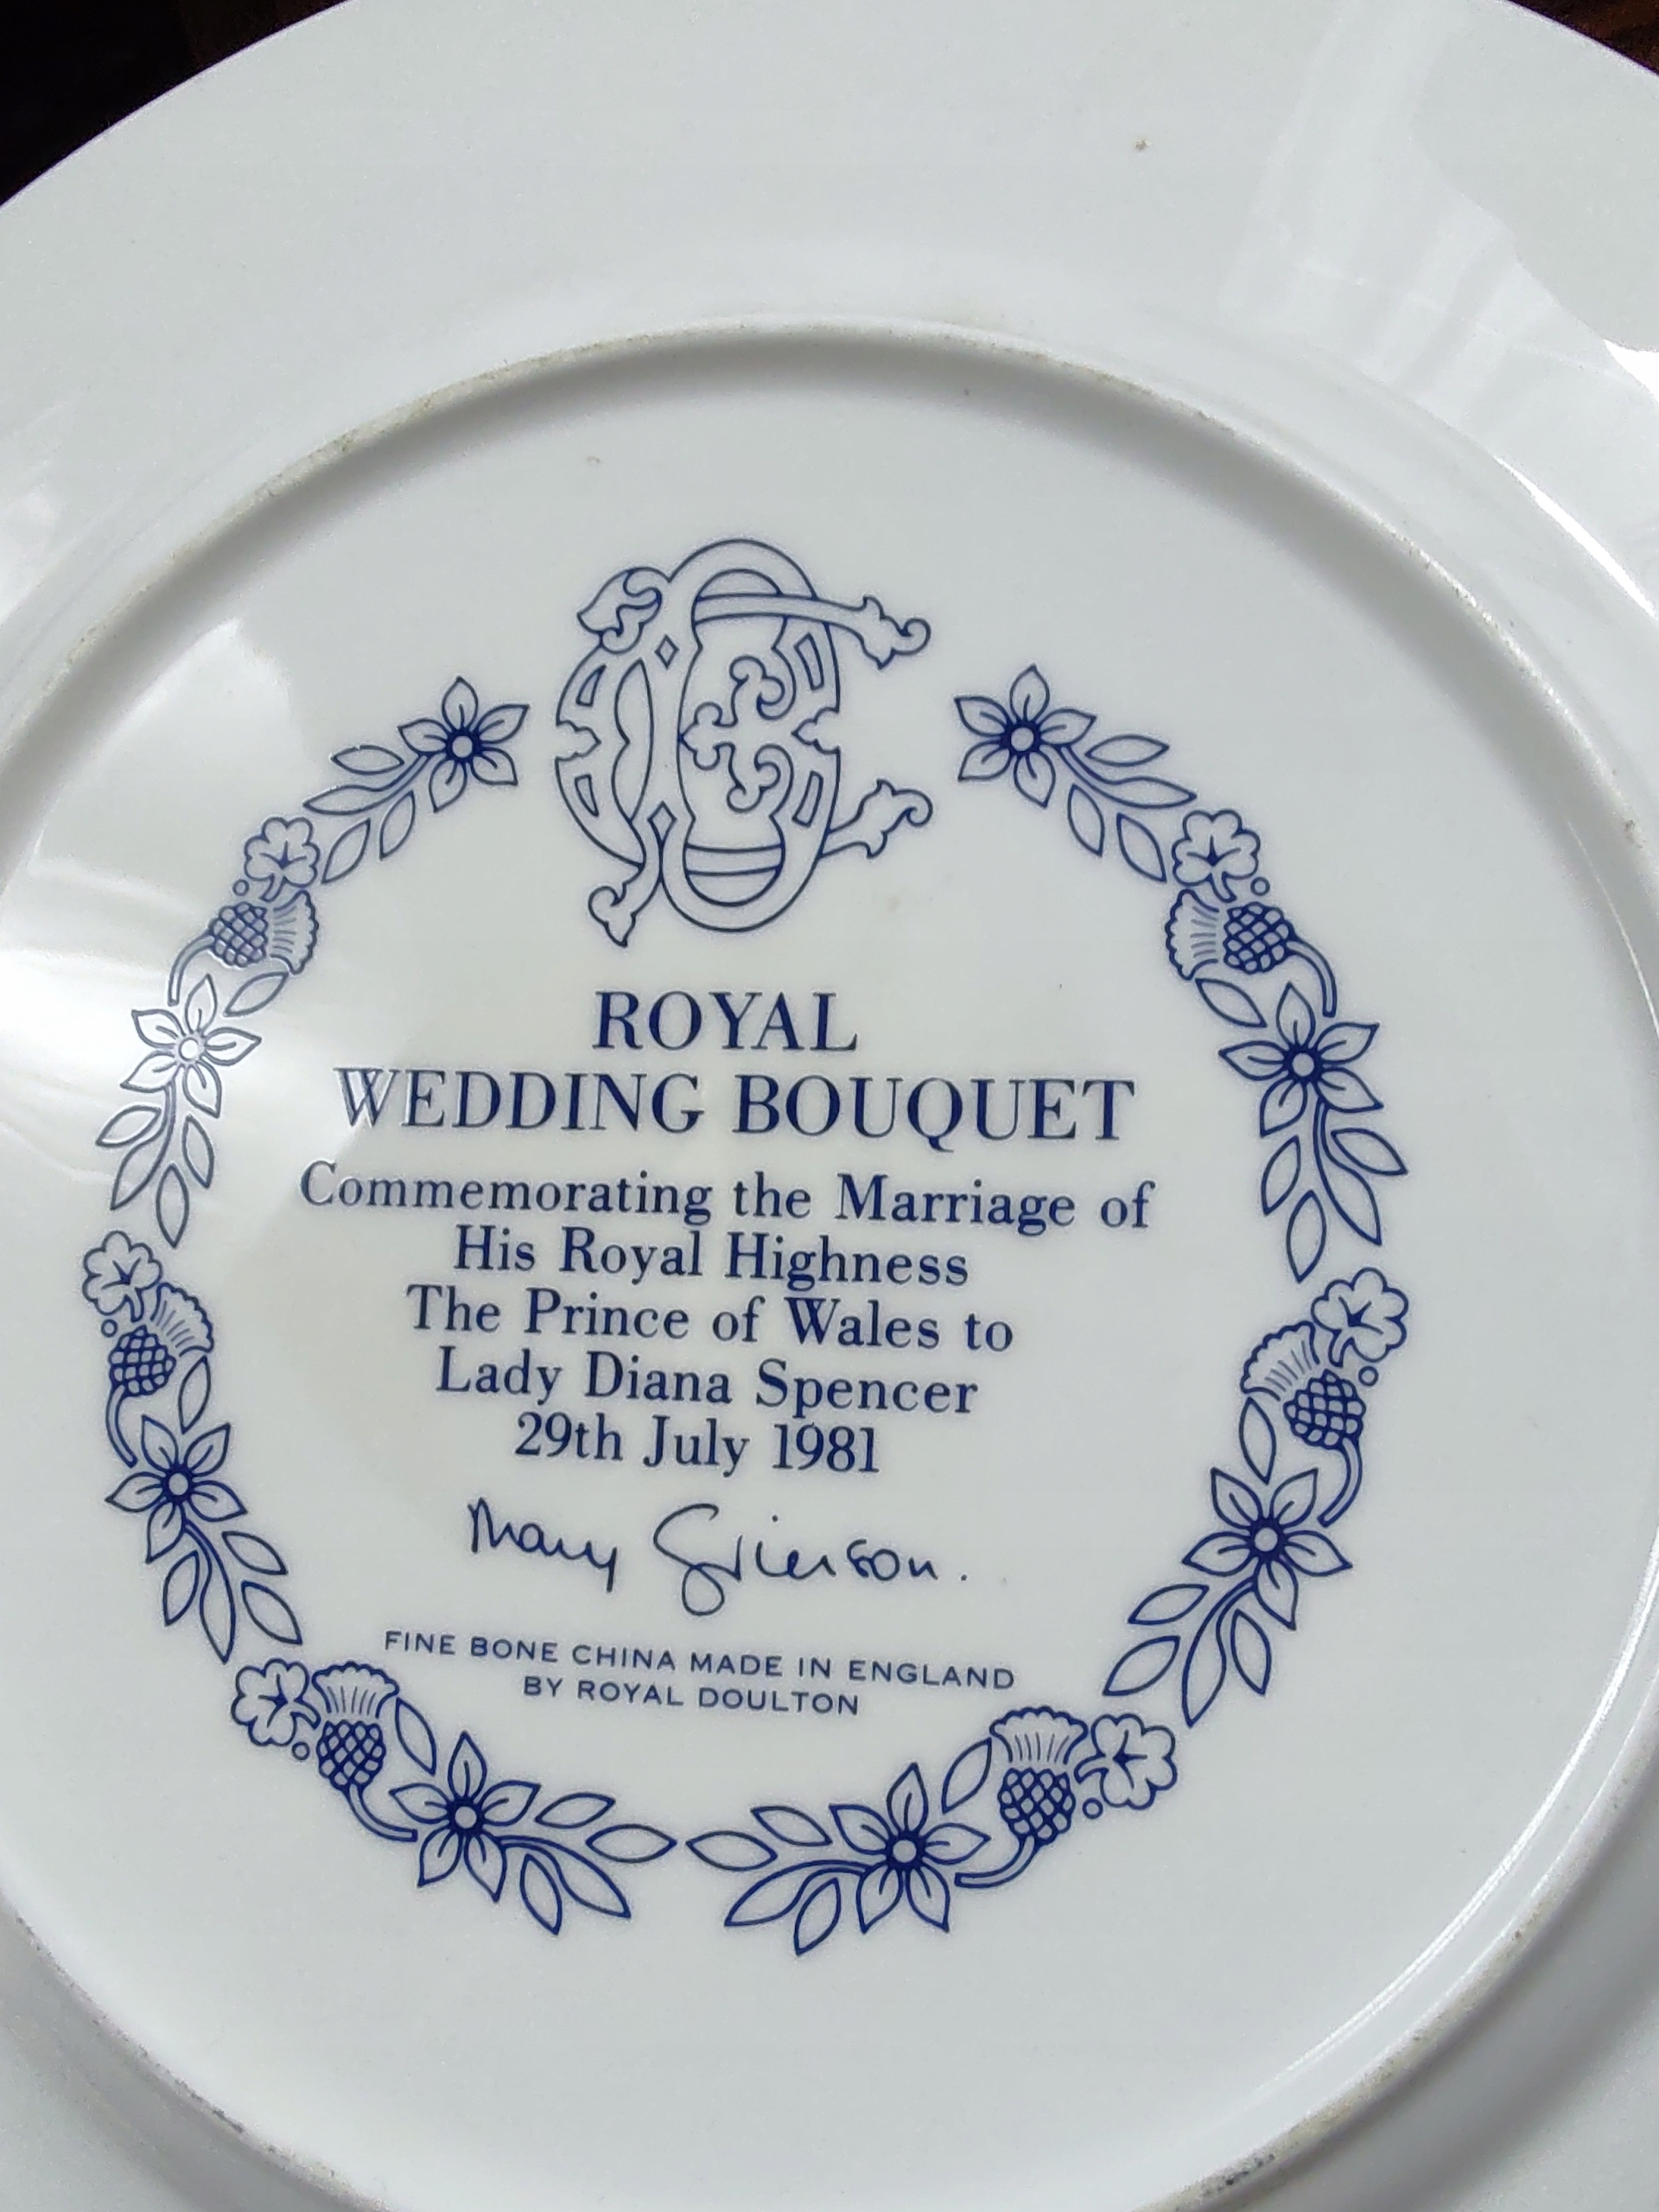 ROYAL
WEDDING BOUQUET
Commemorating the Marriage of
His Royal Highness
The Prince of Wales to
Lady Diana Spencer
29th July 1981
Mary Grierson.
FINE BONE CHINA MADE IN ENGLAND
BY ROYAL DOULTON